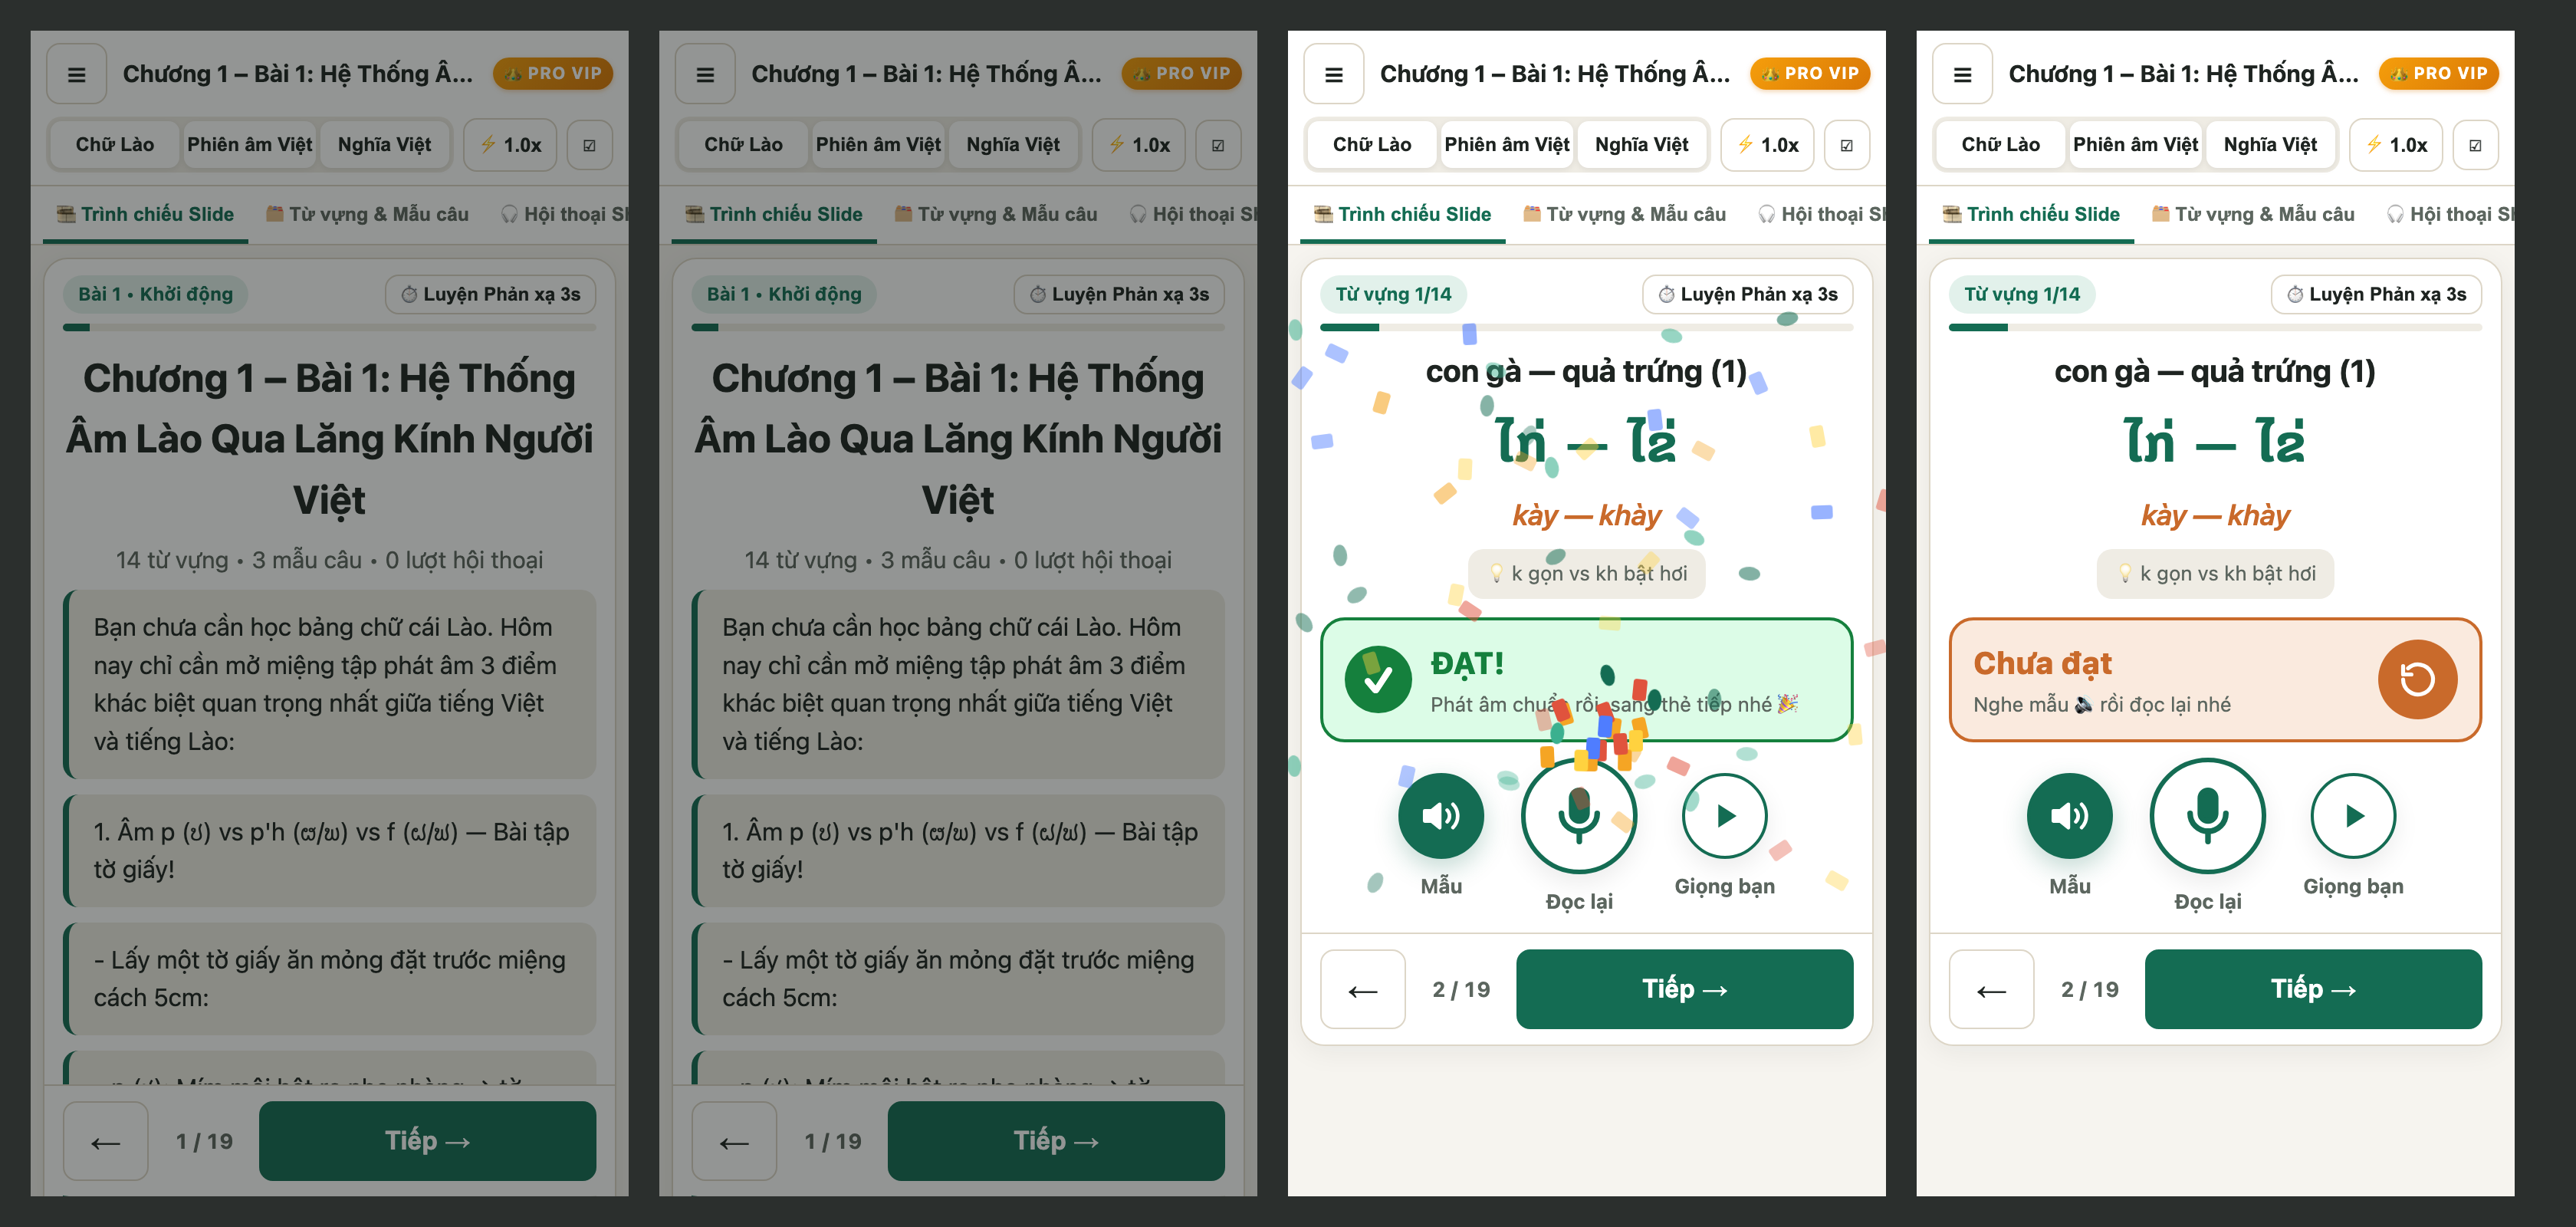 ≡ Chương 1 – Bài 1: Hệ Thống Â... PRO VIP
Chữ Lào Phiên âm Việt Nghĩa Việt ⚡ 1.0x ☑
Trình chiếu Slide Từ vựng & Mẫu câu Hội thoại Sl
Bài 1 • Khởi động Luyện Phản xạ 3s
Chương 1 – Bài 1: Hệ Thống
Âm Lào Qua Lăng Kính Người
Việt
14 từ vựng • 3 mẫu câu • 0 lượt hội thoại
Bạn chưa cần học bảng chữ cái Lào. Hôm
nay chỉ cần mở miệng tập phát âm 3 điểm
khác biệt quan trọng nhất giữa tiếng Việt
và tiếng Lào:
1. Âm p (ປ) vs p'h (ຜ/ພ) vs f (ຝ/ຟ) — Bài tập
tờ giấy!
- Lấy một tờ giấy ăn mỏng đặt trước miệng
cách 5cm:
← 1 / 19 Tiếp →
≡ Chương 1 – Bài 1: Hệ Thống Â... PRO VIP
Chữ Lào Phiên âm Việt Nghĩa Việt ⚡ 1.0x ☑
Trình chiếu Slide Từ vựng & Mẫu câu Hội thoại Sl
Bài 1 • Khởi động Luyện Phản xạ 3s
Chương 1 – Bài 1: Hệ Thống
Âm Lào Qua Lăng Kính Người
Việt
14 từ vựng • 3 mẫu câu • 0 lượt hội thoại
Bạn chưa cần học bảng chữ cái Lào. Hôm
nay chỉ cần mở miệng tập phát âm 3 điểm
khác biệt quan trọng nhất giữa tiếng Việt
và tiếng Lào:
1. Âm p (ປ) vs p'h (ຜ/ພ) vs f (ຝ/ຟ) — Bài tập
tờ giấy!
- Lấy một tờ giấy ăn mỏng đặt trước miệng
cách 5cm:
← 1 / 19 Tiếp →
≡ Chương 1 – Bài 1: Hệ Thống Â... PRO VIP
Chữ Lào Phiên âm Việt Nghĩa Việt ⚡ 1.0x ☑
Trình chiếu Slide Từ vựng & Mẫu câu Hội thoại Sl
Từ vựng 1/14 Luyện Phản xạ 3s
con gà — quả trứng (1)
ໄກ່ — ໄຂ່
kày — khày
k gọn vs kh bật hơi
ĐẠT!
Phát âm chuẩn rồi, sang thẻ tiếp nhé
Mẫu Đọc lại Giọng bạn
← 2 / 19 Tiếp →
≡ Chương 1 – Bài 1: Hệ Thống Â... PRO VIP
Chữ Lào Phiên âm Việt Nghĩa Việt ⚡ 1.0x ☑
Trình chiếu Slide Từ vựng & Mẫu câu Hội thoại Sl
Từ vựng 1/14 Luyện Phản xạ 3s
con gà — quả trứng (1)
ໄກ່ — ໄຂ່
kày — khày
k gọn vs kh bật hơi
Chưa đạt
Nghe mẫu 🔊 rồi đọc lại nhé
Mẫu Đọc lại Giọng bạn
← 2 / 19 Tiếp →